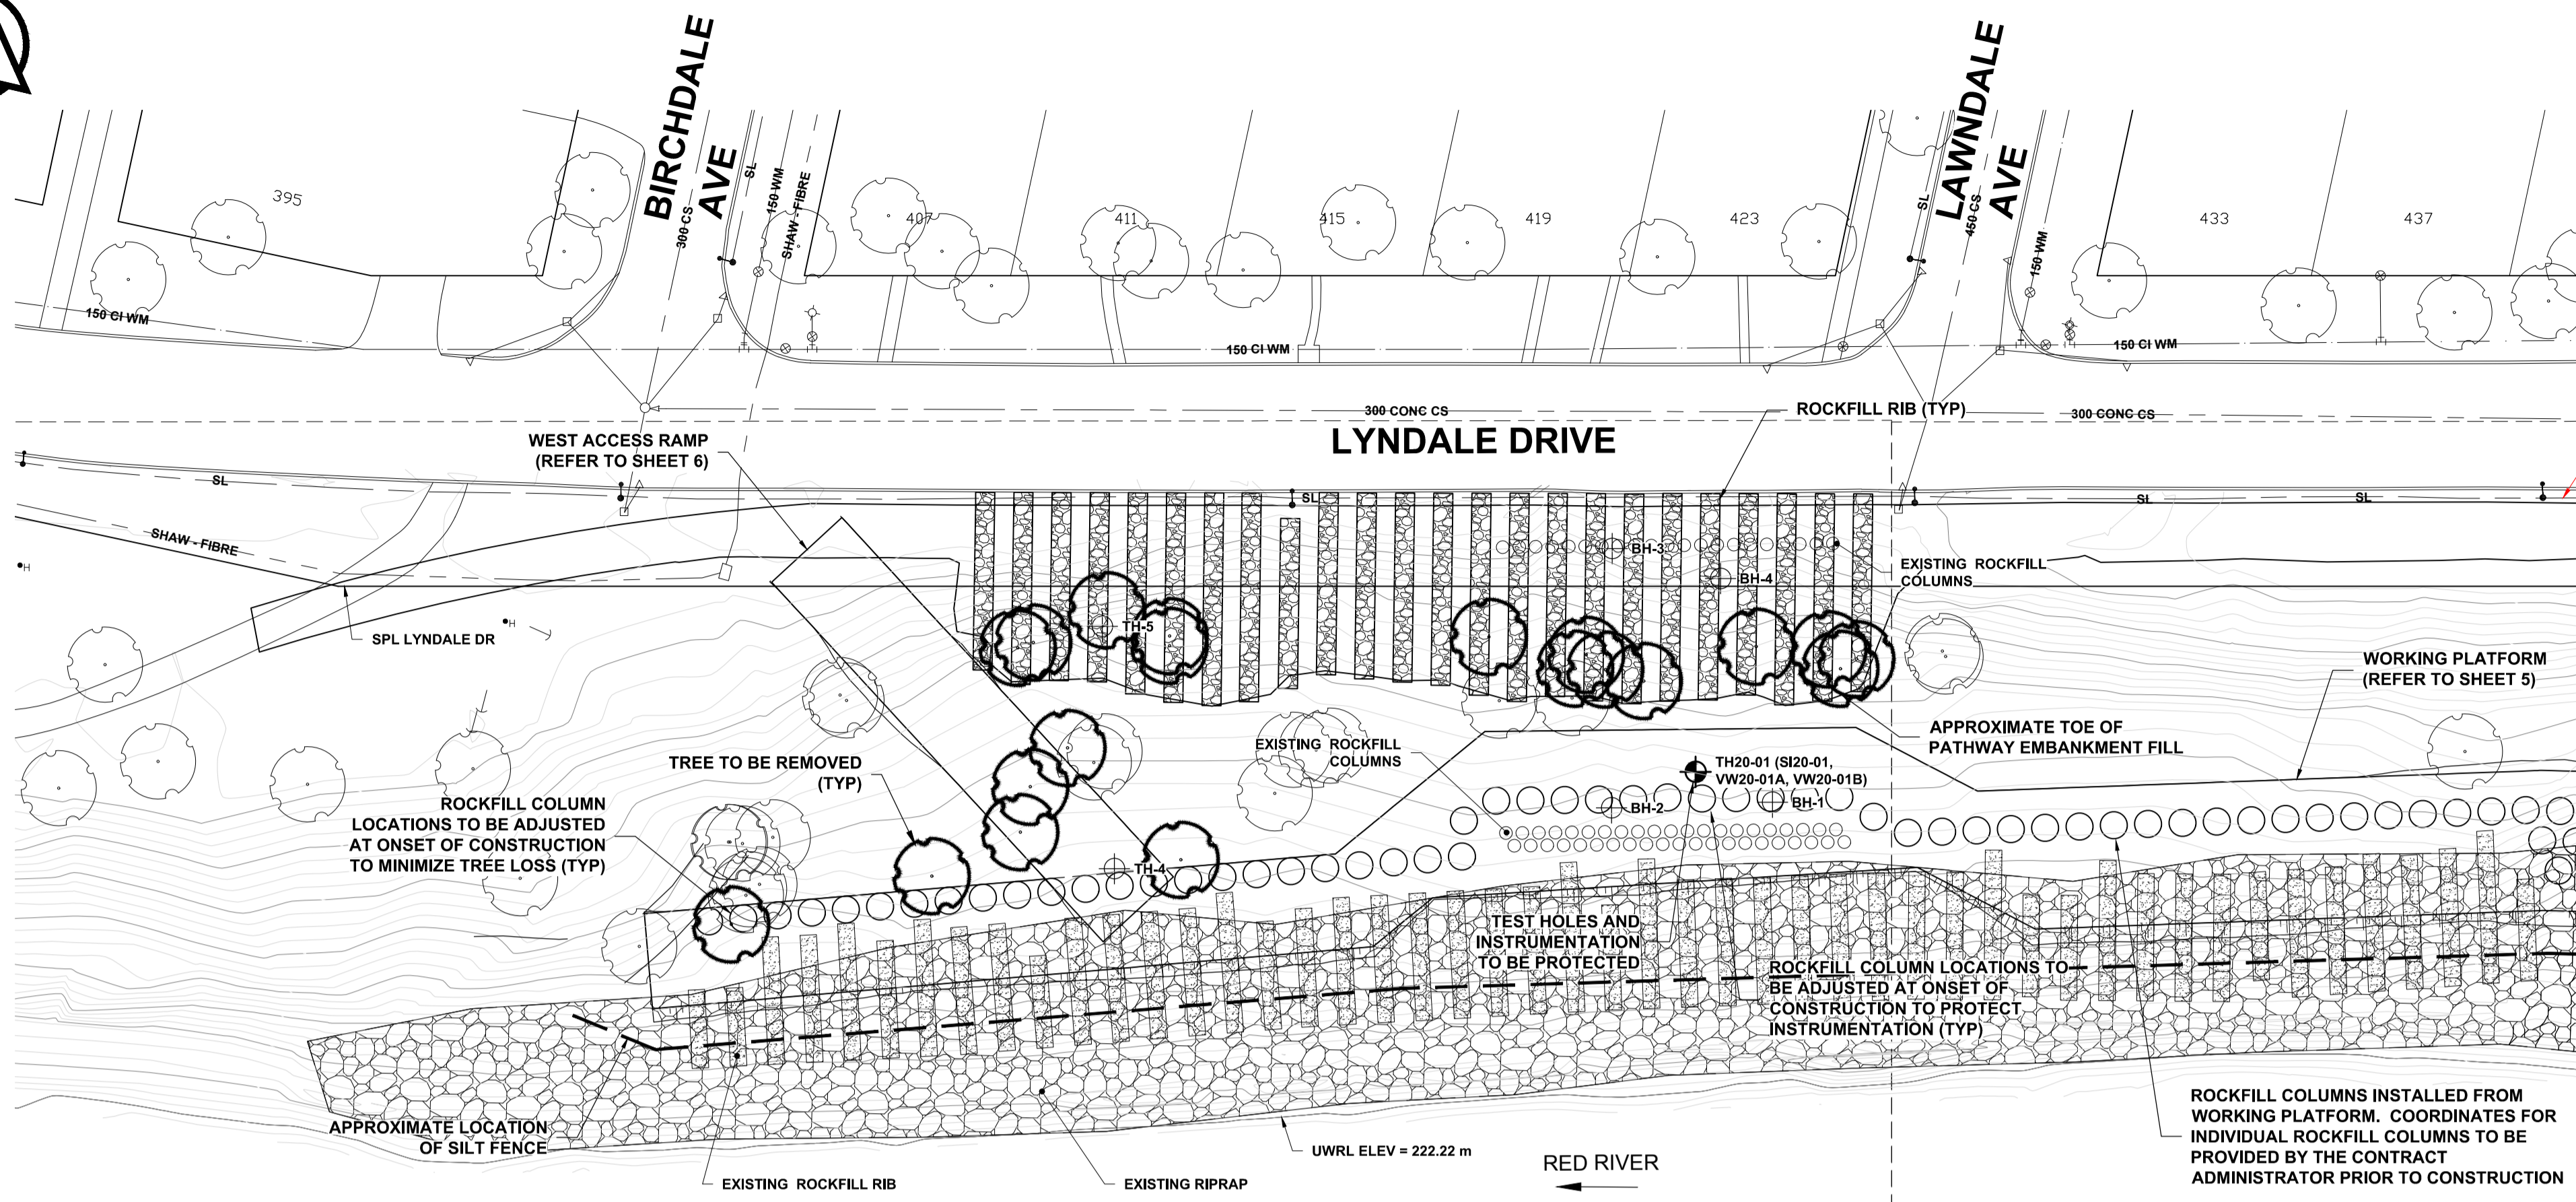 BIRCHDALE
AVE
LAWNDALE
AVE
SL
150 WM
SHAW - FIBRE
300 CS
SL
450 CS
150 WM
395
407
411
415
419
423
433
437
150 CI WM
150 CI WM
150 CI WM
300 CONC CS
ROCKFILL RIB (TYP)
300 CONC CS
LYNDALE DRIVE
WEST ACCESS RAMP
(REFER TO SHEET 6)
SL
SL
SL
SL
SHAW - FIBRE
H
BH-3
BH-4
EXISTING ROCKFILL
COLUMNS
H
TH-5
SPL LYNDALE DR
WORKING PLATFORM
(REFER TO SHEET 5)
APPROXIMATE TOE OF
PATHWAY EMBANKMENT FILL
EXISTING ROCKFILL
COLUMNS
TREE TO BE REMOVED
(TYP)
TH20-01 (SI20-01,
VW20-01A, VW20-01B)
BH-2
BH-1
ROCKFILL COLUMN
LOCATIONS TO BE ADJUSTED
AT ONSET OF CONSTRUCTION
TO MINIMIZE TREE LOSS (TYP)
TH-4
TEST HOLES AND
INSTRUMENTATION
TO BE PROTECTED
ROCKFILL COLUMN LOCATIONS TO
BE ADJUSTED AT ONSET OF
CONSTRUCTION TO PROTECT
INSTRUMENTATION (TYP)
APPROXIMATE LOCATION
OF SILT FENCE
UWRL ELEV = 222.22 m
RED RIVER
EXISTING ROCKFILL RIB
EXISTING RIPRAP
ROCKFILL COLUMNS INSTALLED FROM
WORKING PLATFORM. COORDINATES FOR
INDIVIDUAL ROCKFILL COLUMNS TO BE
PROVIDED BY THE CONTRACT
ADMINISTRATOR PRIOR TO CONSTRUCTION